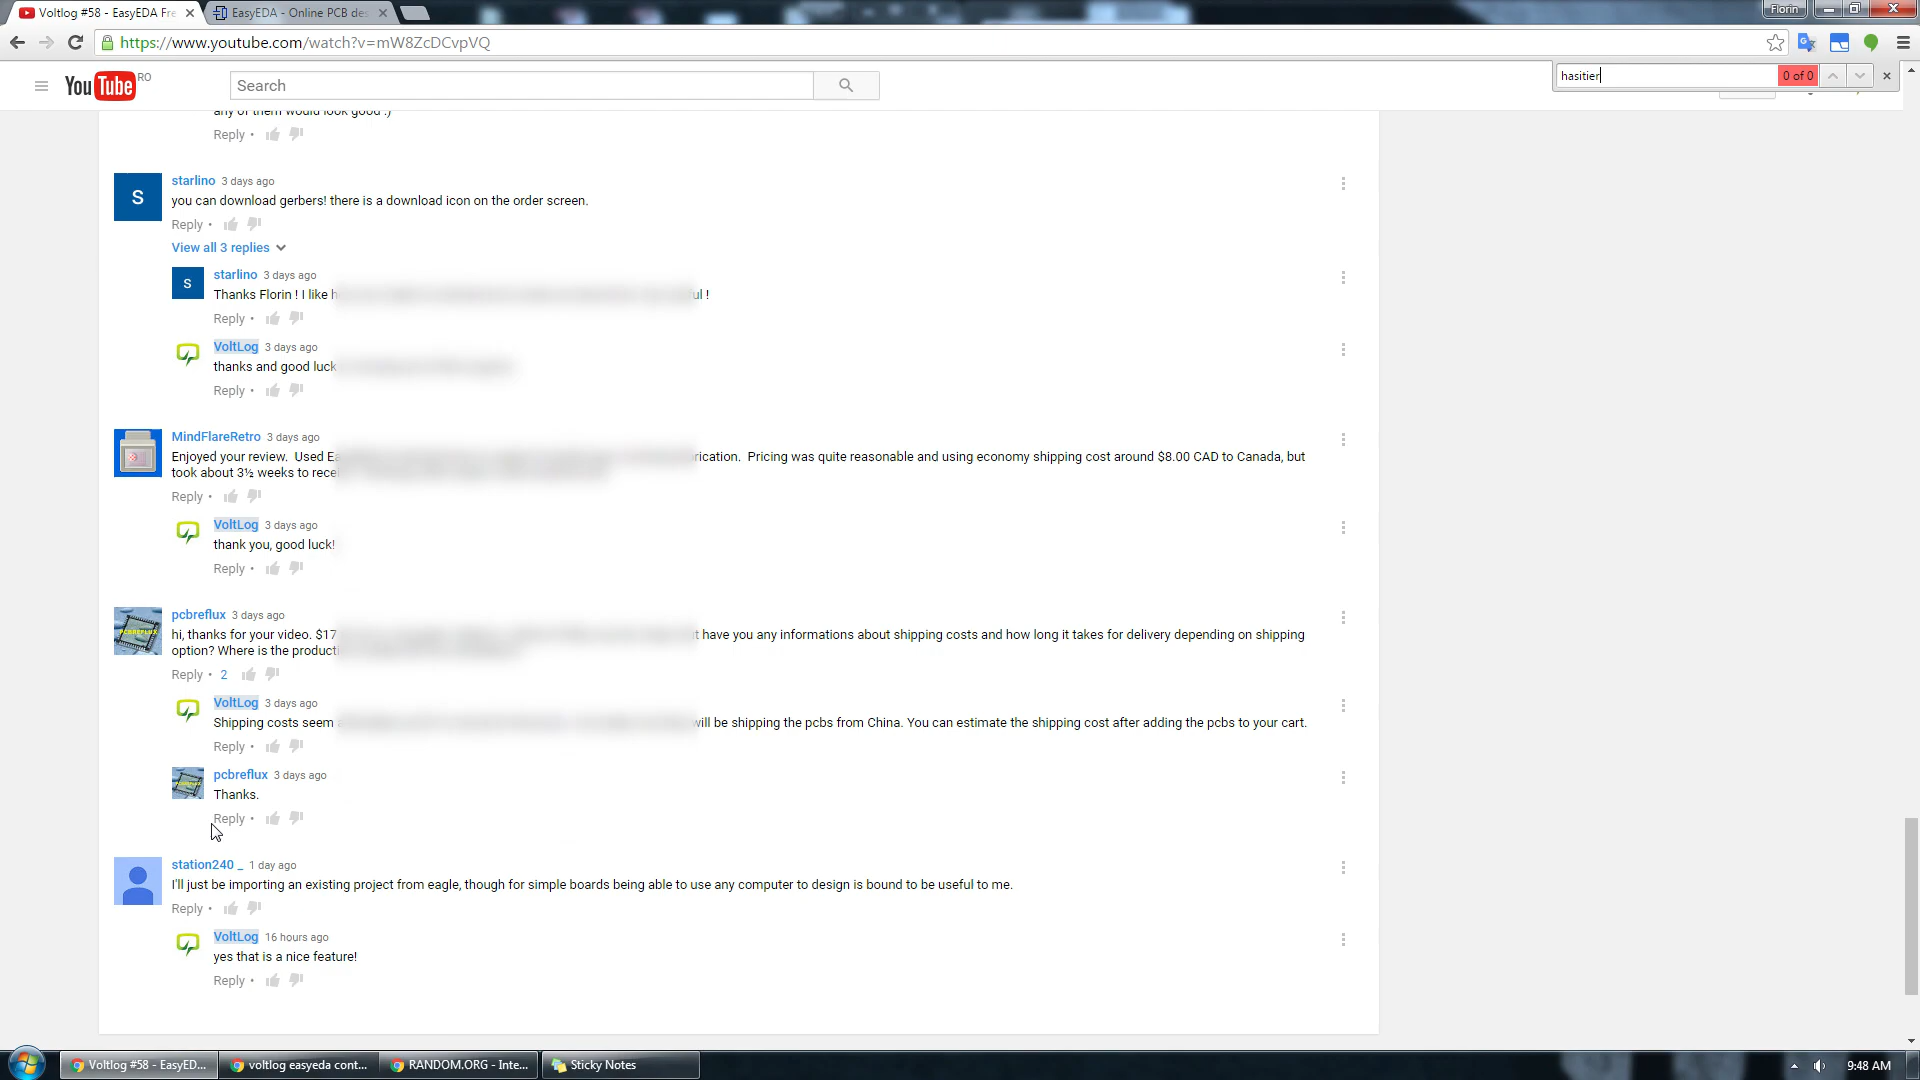 Voltlog #58 - EasyEDA Fre
EasyEDA - Online PCB des
Florin
https://www.youtube.com/watch?v=mW8ZcDCvpVQ
hasitier
0 of 0
YouTube RO
Search
any of them would look good :)
Reply •
S
starlino 3 days ago
you can download gerbers! there is a download icon on the order screen.
Reply •
View all 3 replies
S
starlino 3 days ago
Thanks Florin ! I like
!
Reply •
VoltLog 3 days ago
thanks and good luck
Reply •
MindFlareRetro 3 days ago
Enjoyed your review. Used
Pricing was quite reasonable and using economy shipping cost around $8.00 CAD to Canada, but
took about 3½ weeks to
Reply •
VoltLog 3 days ago
thank you, good luck!
Reply •
PCBREFLUX
pcbreflux 3 days ago
hi, thanks for your video. $17
have you any informations about shipping costs and how long it takes for delivery depending on shipping
option? Where is the
Reply • 2
VoltLog 3 days ago
Shipping costs seem
will be shipping the pcbs from China. You can estimate the shipping cost after adding the pcbs to your cart.
Reply •
pcbreflux 3 days ago
Thanks.
Reply •
station240 _ 1 day ago
I'll just be importing an existing project from eagle, though for simple boards being able to use any computer to design is bound to be useful to me.
Reply •
VoltLog 16 hours ago
yes that is a nice feature!
Reply •
Voltlog #58 - EasyED...
voltlog easyeda cont...
RANDOM.ORG - Inte...
Sticky Notes
9:48 AM